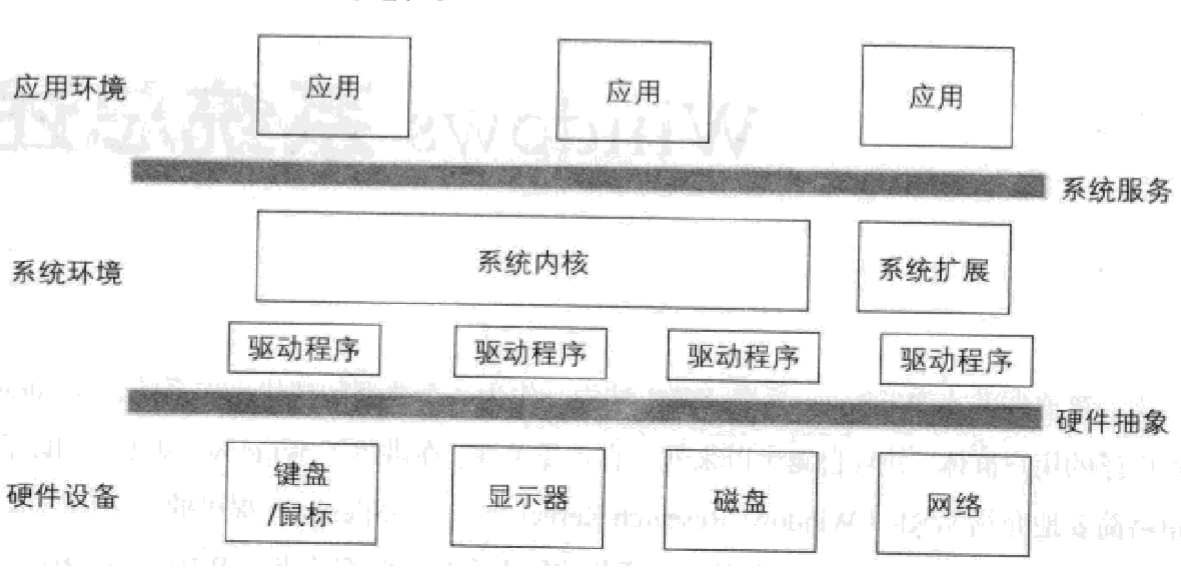 应用环境
应用
应用
应用
系统服务
系统环境
系统内核
系统扩展
驱动程序
驱动程序
驱动程序
驱动程序
硬件抽象
硬件设备
键盘
/鼠标
显示器
磁盘
网络